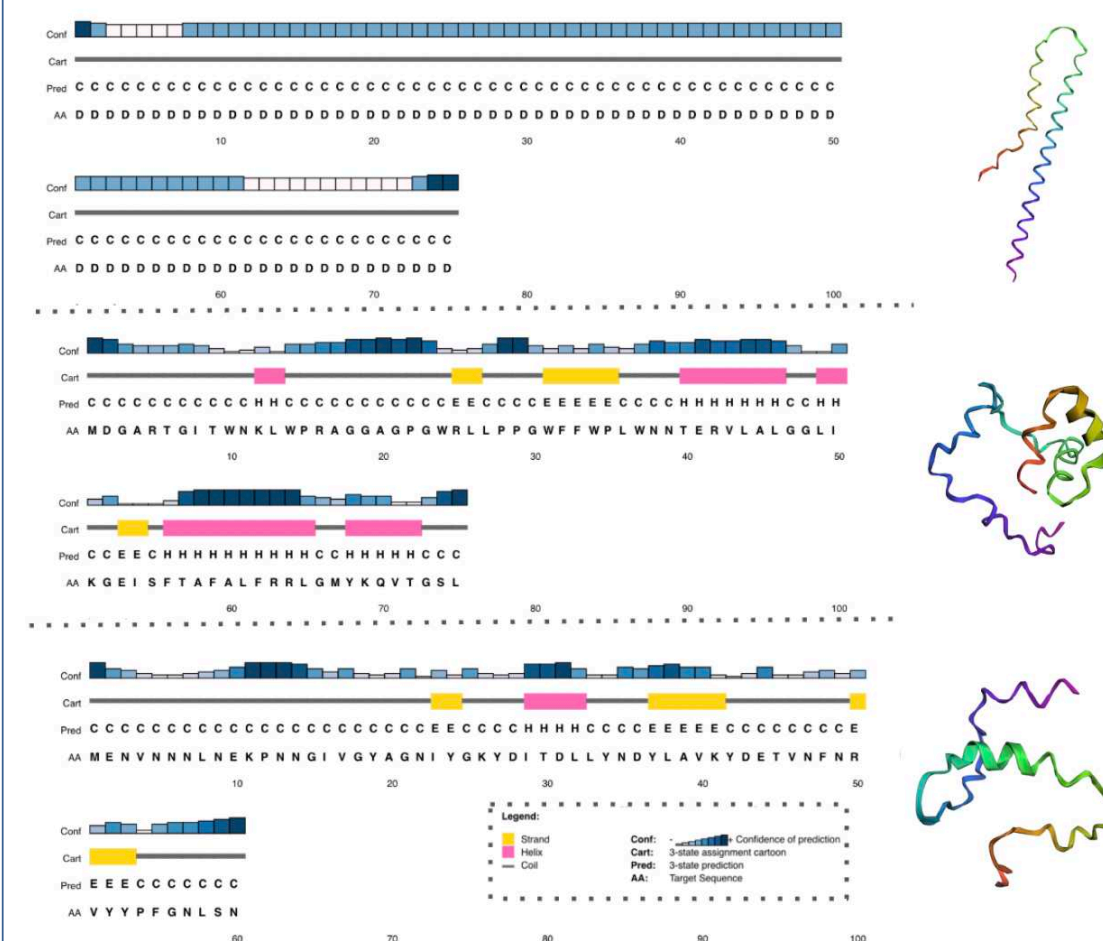 Conf
Cart
Pred C C C C C C C C C C C C C C C C C C C C C C C C C C C C C C C C C C C C C C C C C C C C C C C C C C
AA D D D D D D D D D D D D D D D D D D D D D D D D D D D D D D D D D D D D D D D D D D D D D D D D D D
10 20 30 40 50
Conf
Cart
Pred C C C C C C C C C C C C C C C C C C C C C C C C C
AA D D D D D D D D D D D D D D D D D D D D D D D D D
60 70 80 90 100
Conf
Cart
Pred C C C C C C C C C C C H H C C C C C C C C C C C E E C C C C E E E E E C C C C H H H H H H H C C H H
AA M D G A R T G I T W N K L W P R A G G A G P G W R L L P P G W F F W P L W N N T E R V L A L G G L I
10 20 30 40 50
Conf
Cart
Pred C C E E C H H H H H H H H H H C C H H H H H C C C
AA K G E I S F T A F A L F R R L G M Y K Q V T G S L
60 70 80 90 100
Conf
Cart
Pred C C C C C C C C C C C C C C C C C C C C C C E E C C C C H H H H C C C C E E E E E C C C C C C C C E
AA M E N V N N N L N E K P N N G I V G Y A G N I Y G K Y D I T D L L Y N D Y L A V K Y D E T V N F N R
10 20 30 40 50
Conf
Cart
Pred E E E C C C C C C C
AA V Y Y P F G N L S N
60 70 80 90 100
Legend:
Strand
Helix
Coil
Conf: - + Confidence of prediction
Cart: 3-state assignment cartoon
Pred: 3-state prediction
AA: Target Sequence